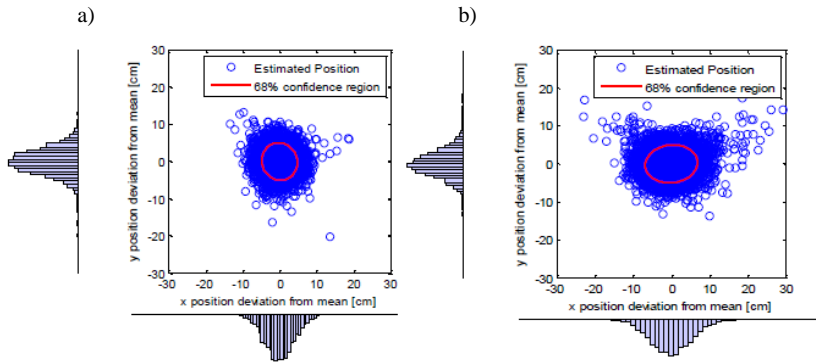 a)
30
20
10
0
-10
-20
-30
-30 -20 -10 0 10 20 30
y position deviation from mean [cm]
x position deviation from mean [cm]
Estimated Position
68% confidence region
b)
30
20
10
0
-10
-20
-30
-30 -20 -10 0 10 20 30
y position deviation from mean [cm]
x position deviation from mean [cm]
Estimated Position
68% confidence region